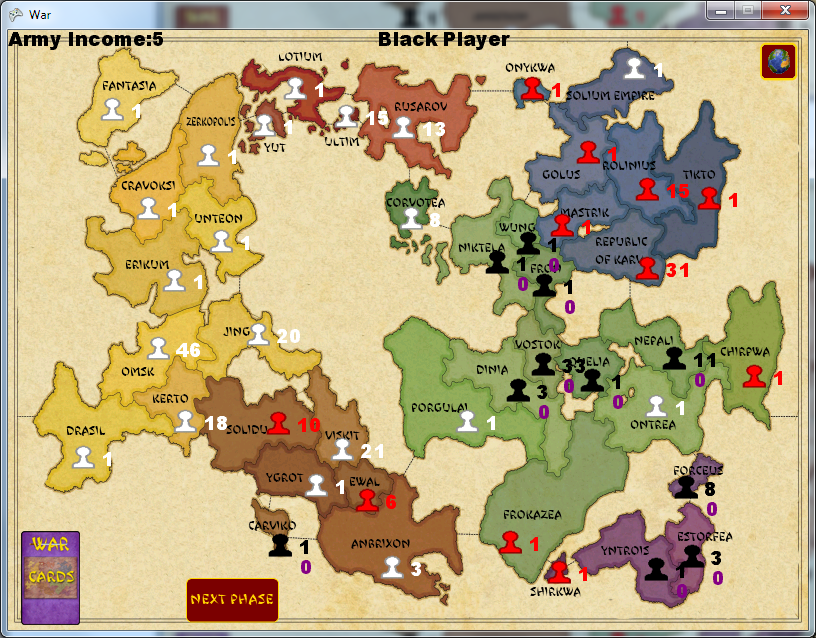 War
Army Income:5
Black Player
LOTIUM
ONYKWA
FANTASIA
1
1
1
1
SOLIUM EMPIRE
RUSAROV
ZERKOPOLIS
1
15
13
YUT
ULTIM
1
GOLUS
1
ROLINIUS
TIKTO
CRAVOKSI
15
1
1
CORVOTEA
8
MASTRIK
1
UNTEON
1
WUNG
1
0
NIKTELA
1
0
REPUBLIC
OF KARU
31
ERIKUM
1
1
0
JING
20
OMSK
46
VOSTOK
33
0
NEPALI
11
0
CHIRPWA
1
DINIA
3
0
1
0
KERTO
18
PORGULAI
1
1
ONTREA
DRASIL
1
SOLIDU
10
VISKIT
21
YGROT
1
EWAL
6
FORCEUS
8
0
CARVIKO
1
0
ANBRIXON
3
FROKAZEA
1
ESTORFEA
3
0
YNTROIS
1
0
1
SHIRKWA
WAR
CARDS
NEXT PHASE